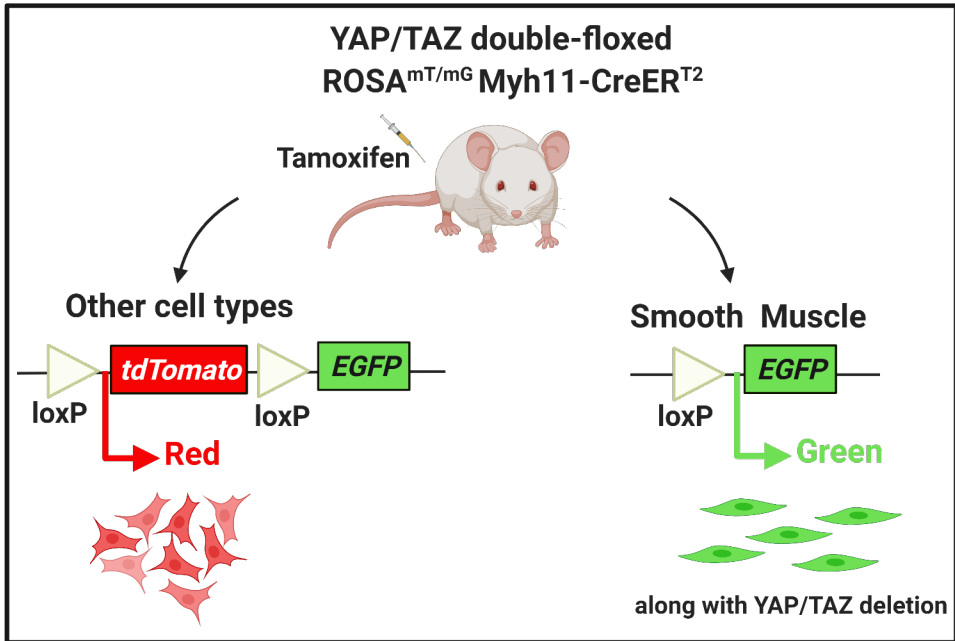 YAP/TAZ double-floxed
ROSAmT/mG Myh11-CreERT2
Tamoxifen
Other cell types
tdTomato
EGFP
loxP
loxP
Red
Smooth Muscle
EGFP
loxP
Green
along with YAP/TAZ deletion